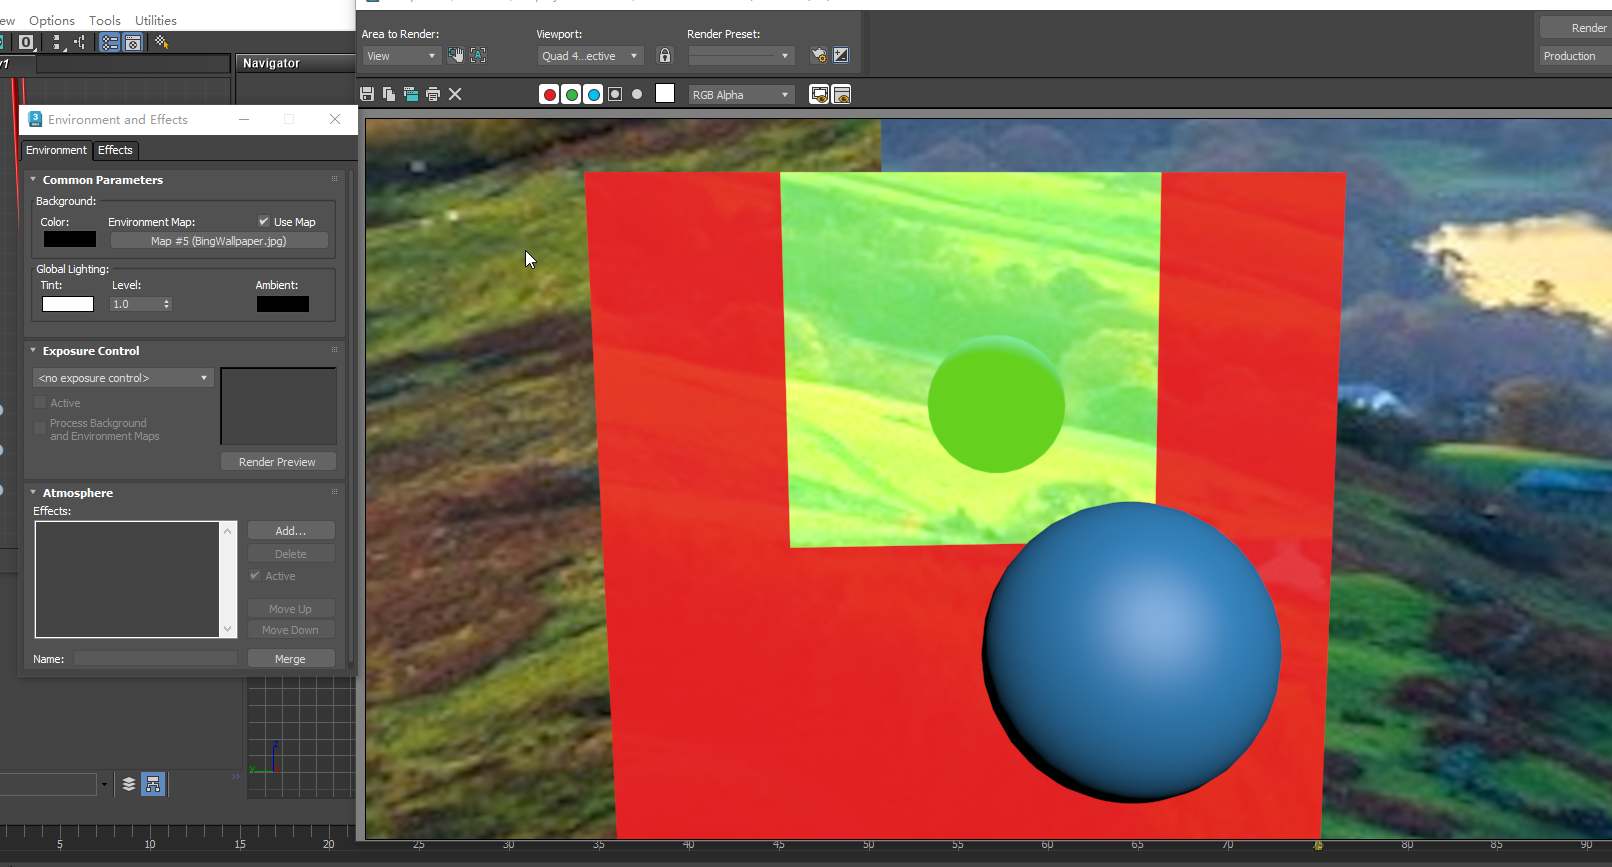 ew Options Tools Utilities
Area to Render:
Viewport:
Render Preset:
Render
View
Quad 4...ective
Production
y1
Navigator
RGB Alpha
3 Environment and Effects
Environment Effects
Common Parameters
Background:
Color:
Environment Map:
Use Map
Map #5 (BingWallpaper.jpg)
Global Lighting:
Tint:
Level:
Ambient:
1.0
Exposure Control
<no exposure control>
Active
Process Background
and Environment Maps
Render Preview
Atmosphere
Effects:
Add...
Delete
Active
Move Up
Move Down
Name:
Merge
z
y
5 10 15 20 25 30 35 40 45 50 55 60 65 70 75 80 85 90